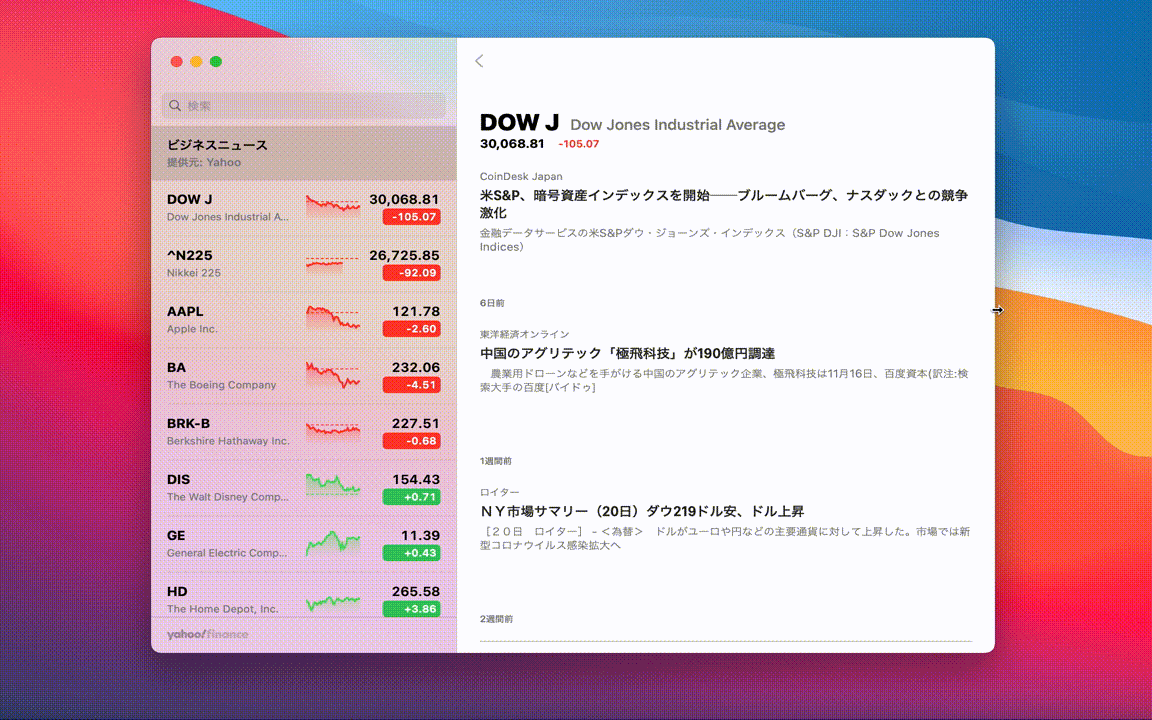 検索
ビジネスニュース
提供元: Yahoo
DOW J
30,068.81
Dow Jones Industrial A...
-105.07
^N225
26,725.85
Nikkei 225
-92.09
AAPL
121.78
Apple Inc.
-2.60
BA
232.06
The Boeing Company
-4.51
BRK-B
227.51
Berkshire Hathaway Inc.
-0.68
DIS
154.43
The Walt Disney Comp...
+0.71
GE
11.39
General Electric Comp...
+0.43
HD
265.58
The Home Depot, Inc.
+3.86
yahoo!finance
DOW J Dow Jones Industrial Average
30,068.81 -105.07
CoinDesk Japan
米S&P、暗号資産インデックスを開始──ブルームバーグ、ナスダックとの競争
激化
金融データサービスの米S&Pダウ・ジョーンズ・インデックス（S&P DJI：S&P Dow Jones
Indices）
6日前
東洋経済オンライン
中国のアグリテック「極飛科技」が190億円調達
農業用ドローンなどを手がける中国のアグリテック企業、極飛科技は11月16日、百度資本(訳注:検
索大手の百度[バイドゥ]
1週間前
ロイター
ＮＹ市場サマリー（20日）ダウ219ドル安、ドル上昇
［２０日　ロイター］ - ＜為替＞　ドルがユーロや円などの主要通貨に対して上昇した。市場では新
型コロナウイルス感染拡大へ
2週間前